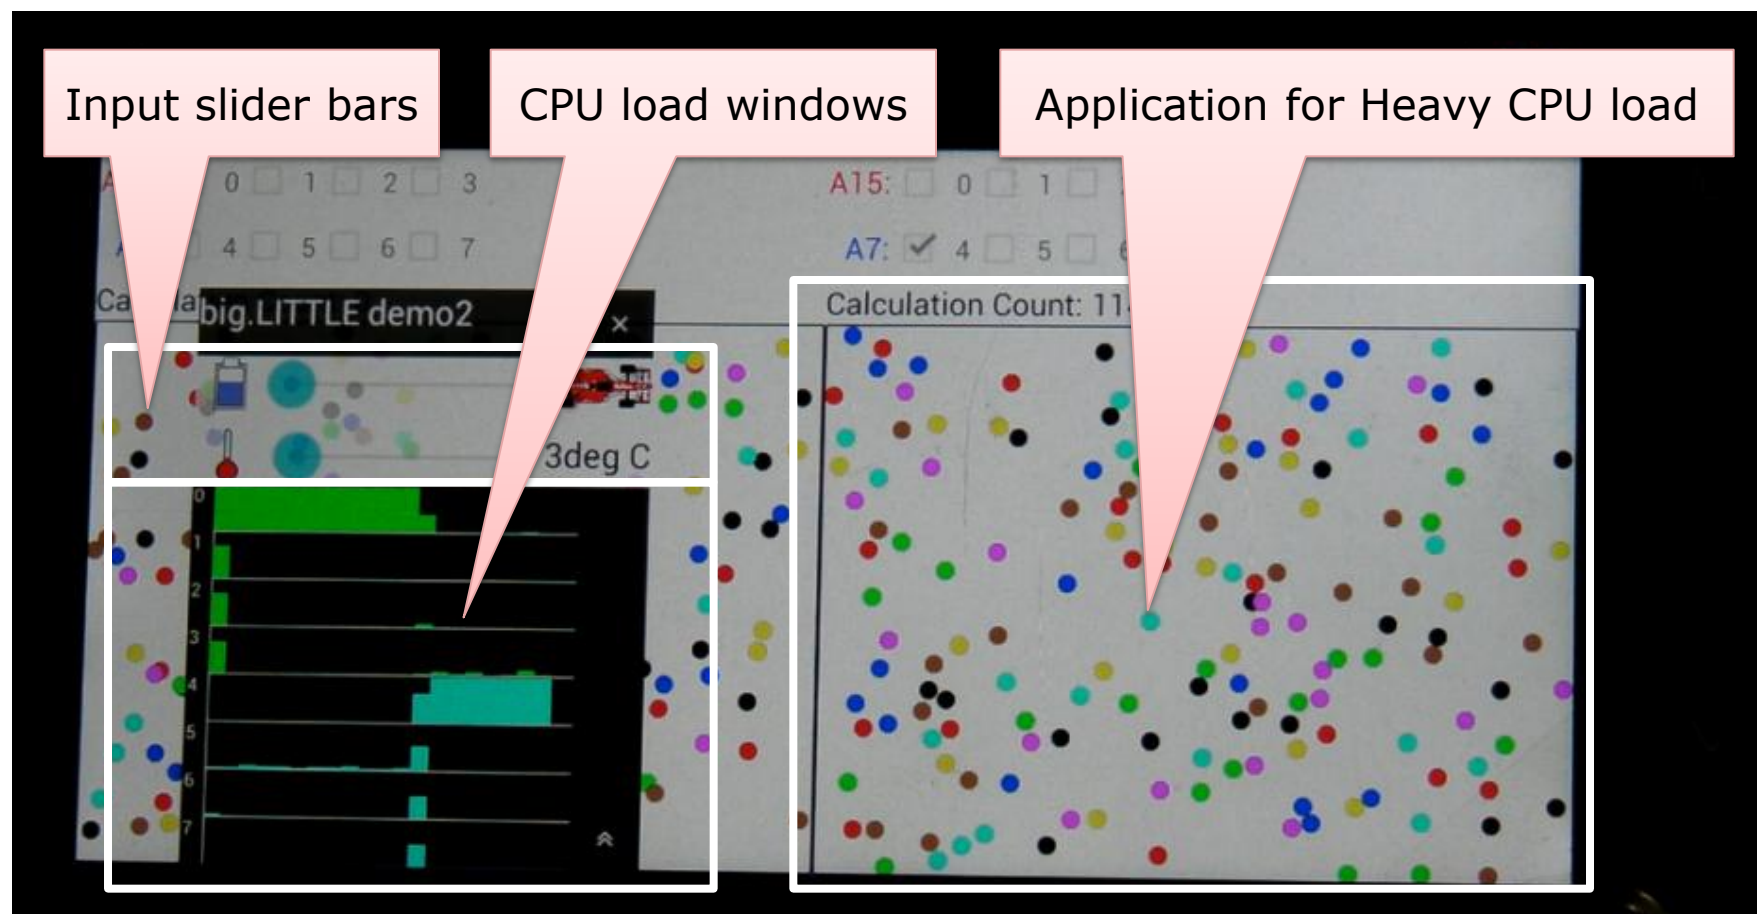 Input slider bars
CPU load windows
Application for Heavy CPU load
0 1 2 3
A15: 0 1
4 5 6 7
A7: 4 5
big.LITTLE demo2 ×
Calculation Count:
3deg C
0
1
2
3
4
5
6
7